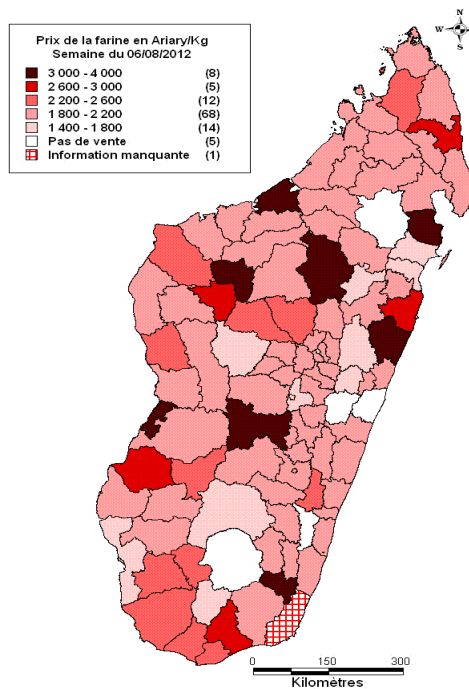 N
W E
S
Prix de la farine en Ariary/Kg
Semaine du 06/08/2012
3 000 - 4 000 (8)
2 600 - 3 000 (5)
2 200 - 2 600 (12)
1 800 - 2 200 (68)
1 400 - 1 800 (14)
Pas de vente (5)
Information manquante (1)
0 150 300
Kilomètres